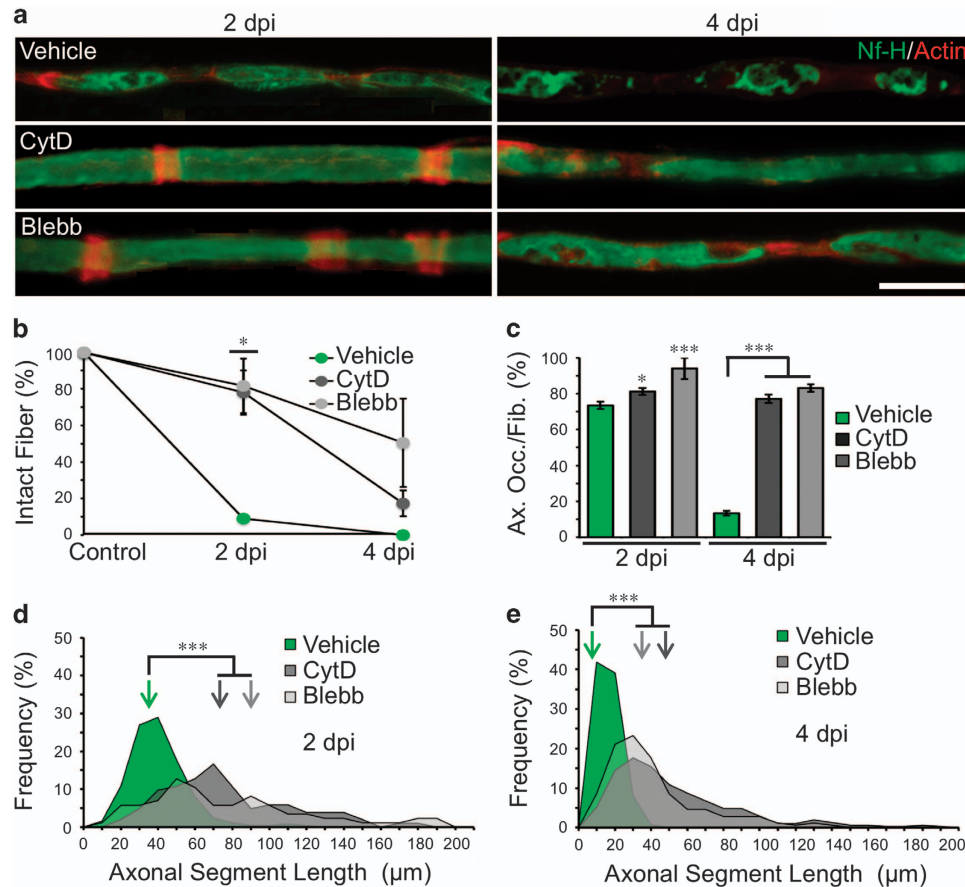 a
2 dpi
4 dpi
Vehicle
Nf-H/Actin
CytD
Blebb
b
Intact Fiber (%)
100
80
60
40
20
0
*
Vehicle
CytD
Blebb
Control
2 dpi
4 dpi
c
Ax. Occ./Fib. (%)
100
80
60
40
20
0
*
***
***
Vehicle
CytD
Blebb
2 dpi
4 dpi
d
Frequency (%)
50
40
30
20
10
0
***
Vehicle
CytD
Blebb
2 dpi
0 20 40 60 80 100 120 140 160 180 200
Axonal Segment Length (µm)
e
Frequency (%)
50
40
30
20
10
0
***
Vehicle
CytD
Blebb
4 dpi
0 20 40 60 80 100 120 140 160 180 200
Axonal Segment Length (µm)